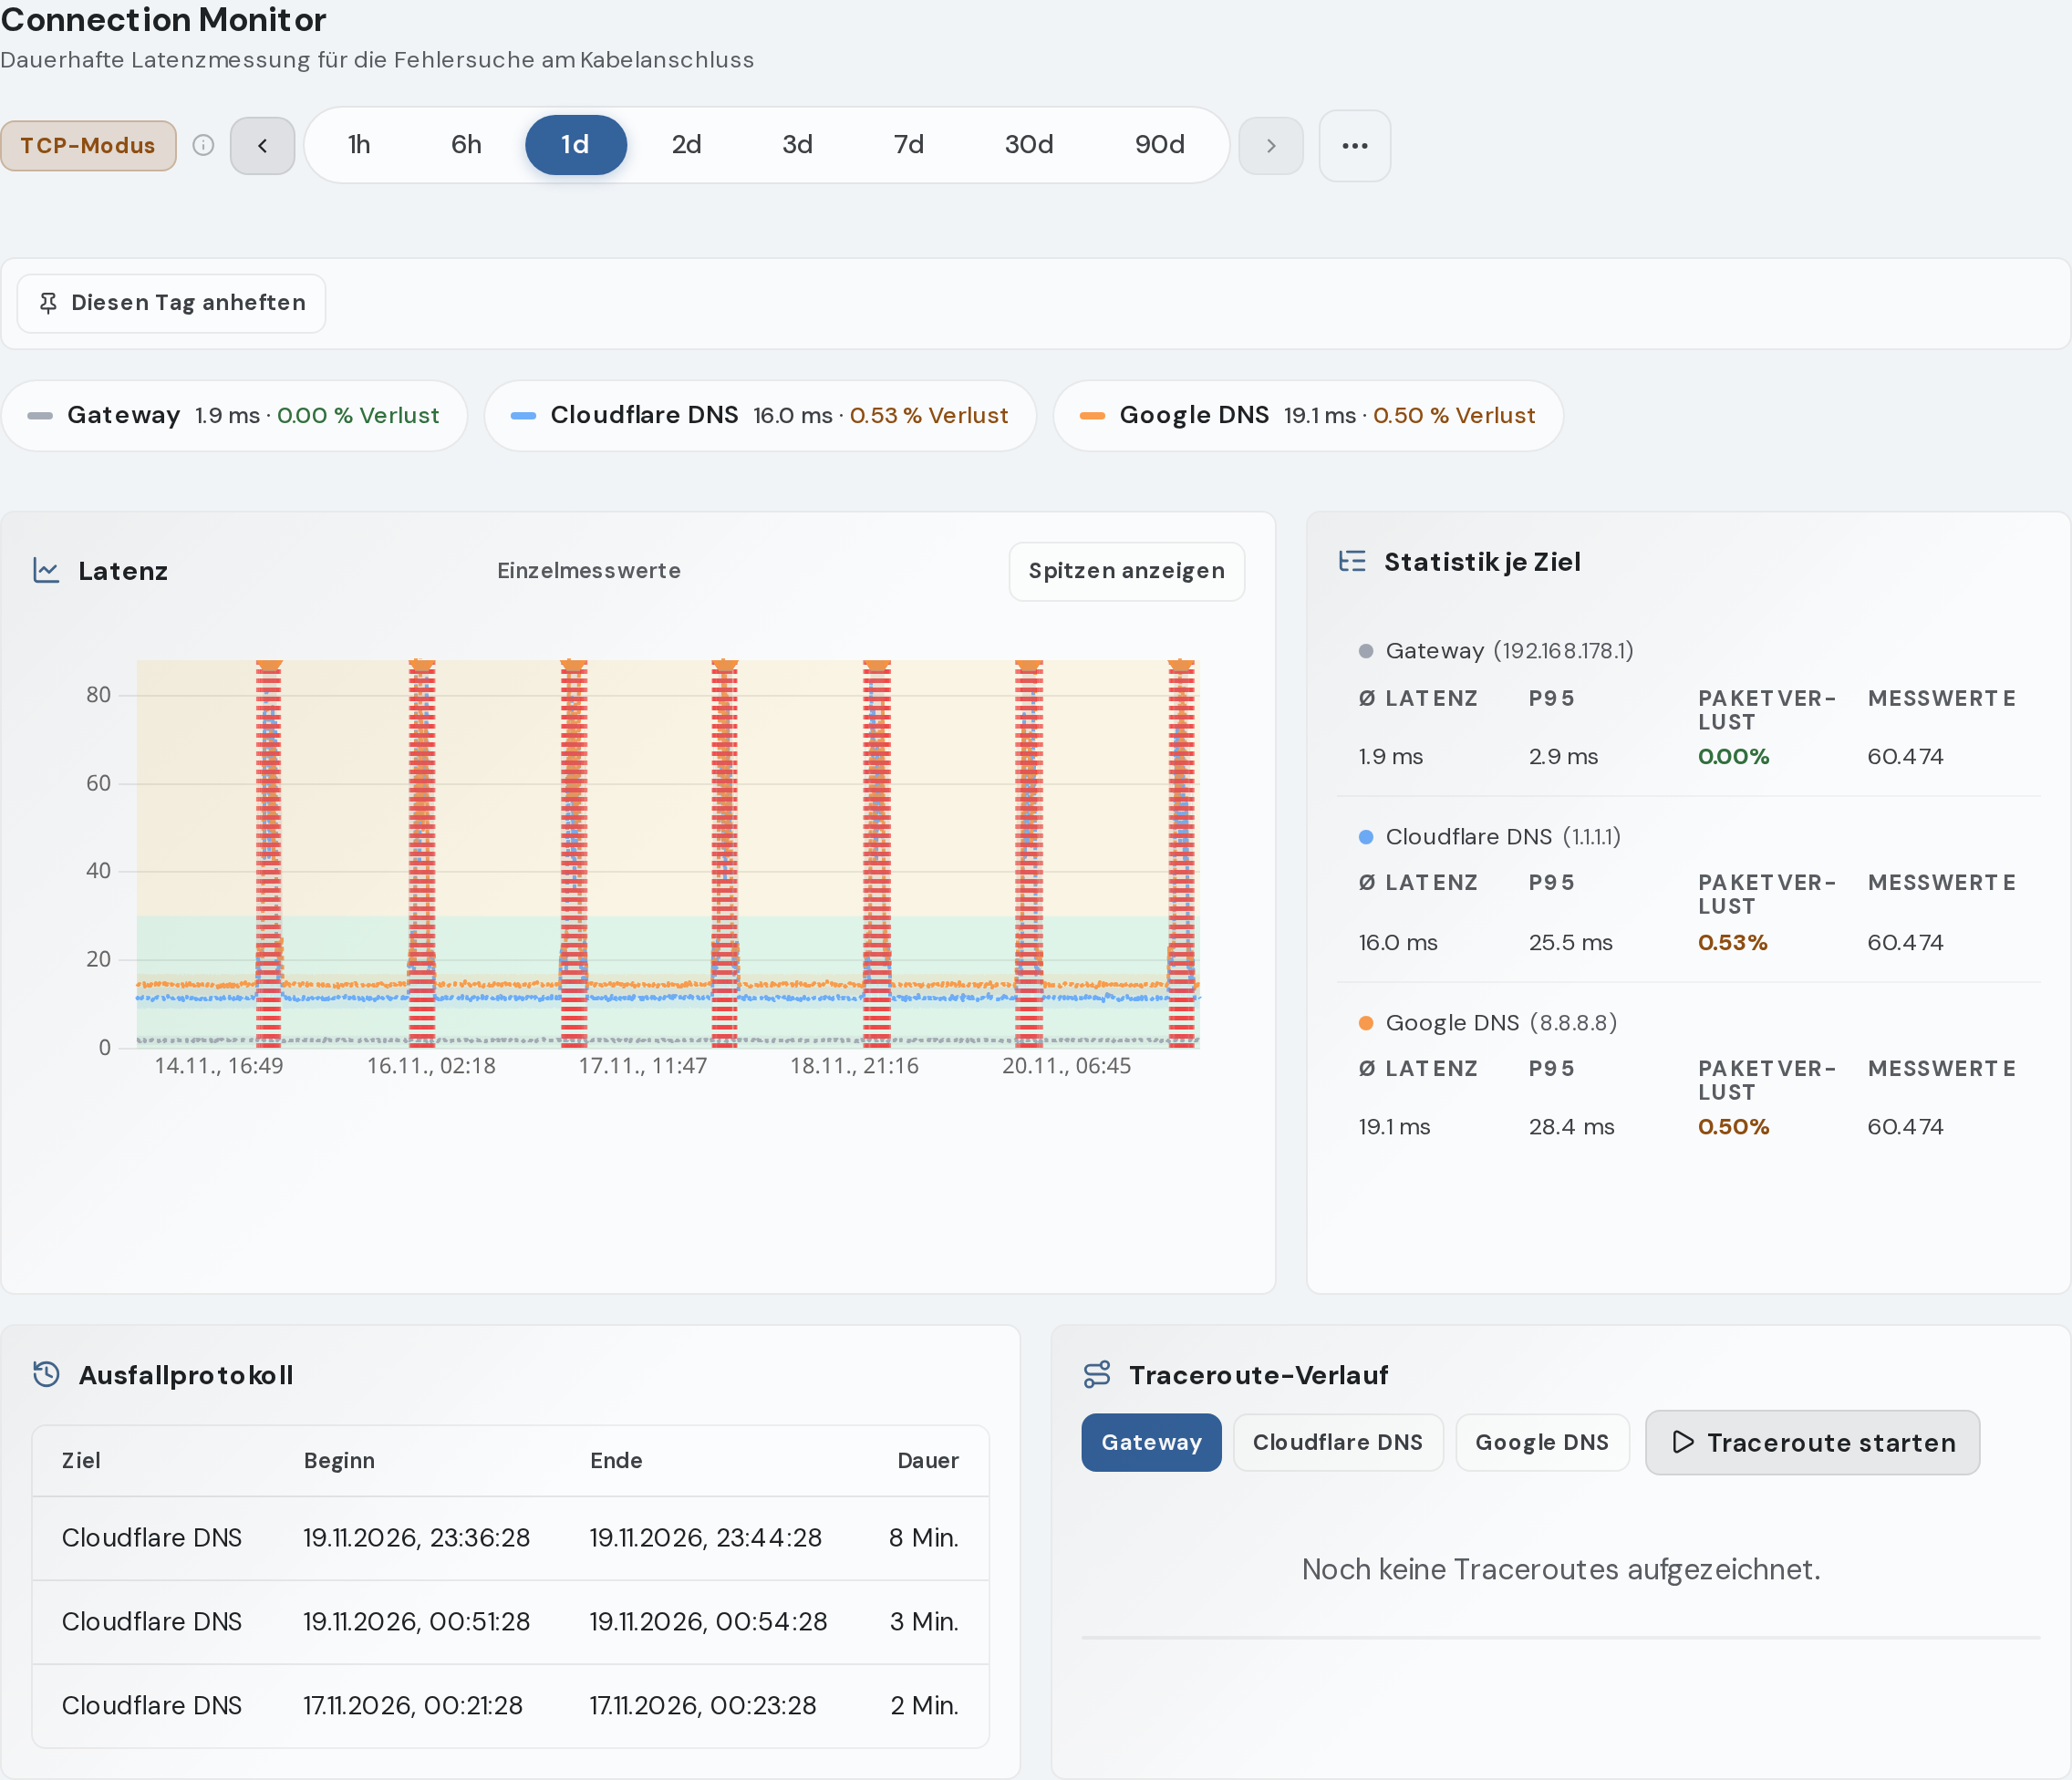 Connection Monitor
Dauerhafte Latenzmessung für die Fehlersuche am Kabelanschluss
TCP-Modus 1h 6h 1d 2d 3d 7d 30d 90d
Diesen Tag anheften
Gateway 1.9 ms · 0.00 % Verlust Cloudflare DNS 16.0 ms · 0.53 % Verlust Google DNS 19.1 ms · 0.50 % Verlust
Latenz Einzelmesswerte Spitzen anzeigen
80
60
40
20
0
14.11., 16:49 16.11., 02:18 17.11., 11:47 18.11., 21:16 20.11., 06:45
Statistik je Ziel
Gateway (192.168.178.1)
Ø LATENZ P95 PAKETVER- MESSWERTE
LUST
1.9 ms 2.9 ms 0.00% 60.474
Cloudflare DNS (1.1.1.1)
Ø LATENZ P95 PAKETVER- MESSWERTE
LUST
16.0 ms 25.5 ms 0.53% 60.474
Google DNS (8.8.8.8)
Ø LATENZ P95 PAKETVER- MESSWERTE
LUST
19.1 ms 28.4 ms 0.50% 60.474
Ausfallprotokoll
Ziel Beginn Ende Dauer
Cloudflare DNS 19.11.2026, 23:36:28 19.11.2026, 23:44:28 8 Min.
Cloudflare DNS 19.11.2026, 00:51:28 19.11.2026, 00:54:28 3 Min.
Cloudflare DNS 17.11.2026, 00:21:28 17.11.2026, 00:23:28 2 Min.
Traceroute-Verlauf
Gateway Cloudflare DNS Google DNS Traceroute starten
Noch keine Traceroutes aufgezeichnet.